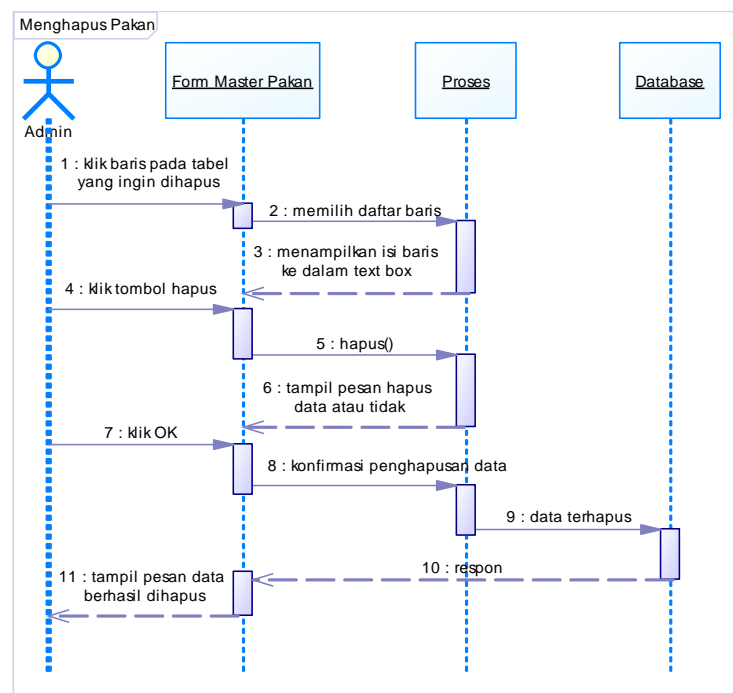 Menghapus Pakan
Form Master Pakan
Proses
Database
Admin
1 : klik baris pada tabel
yang ingin dihapus
2 : memilih daftar baris
3 : menampilkan isi baris
ke dalam text box
4 : klik tombol hapus
5 : hapus()
6 : tampil pesan hapus
data atau tidak
7 : klik OK
8 : konfirmasi penghapusan data
9 : data terhapus
10 : respon
11 : tampil pesan data
berhasil dihapus